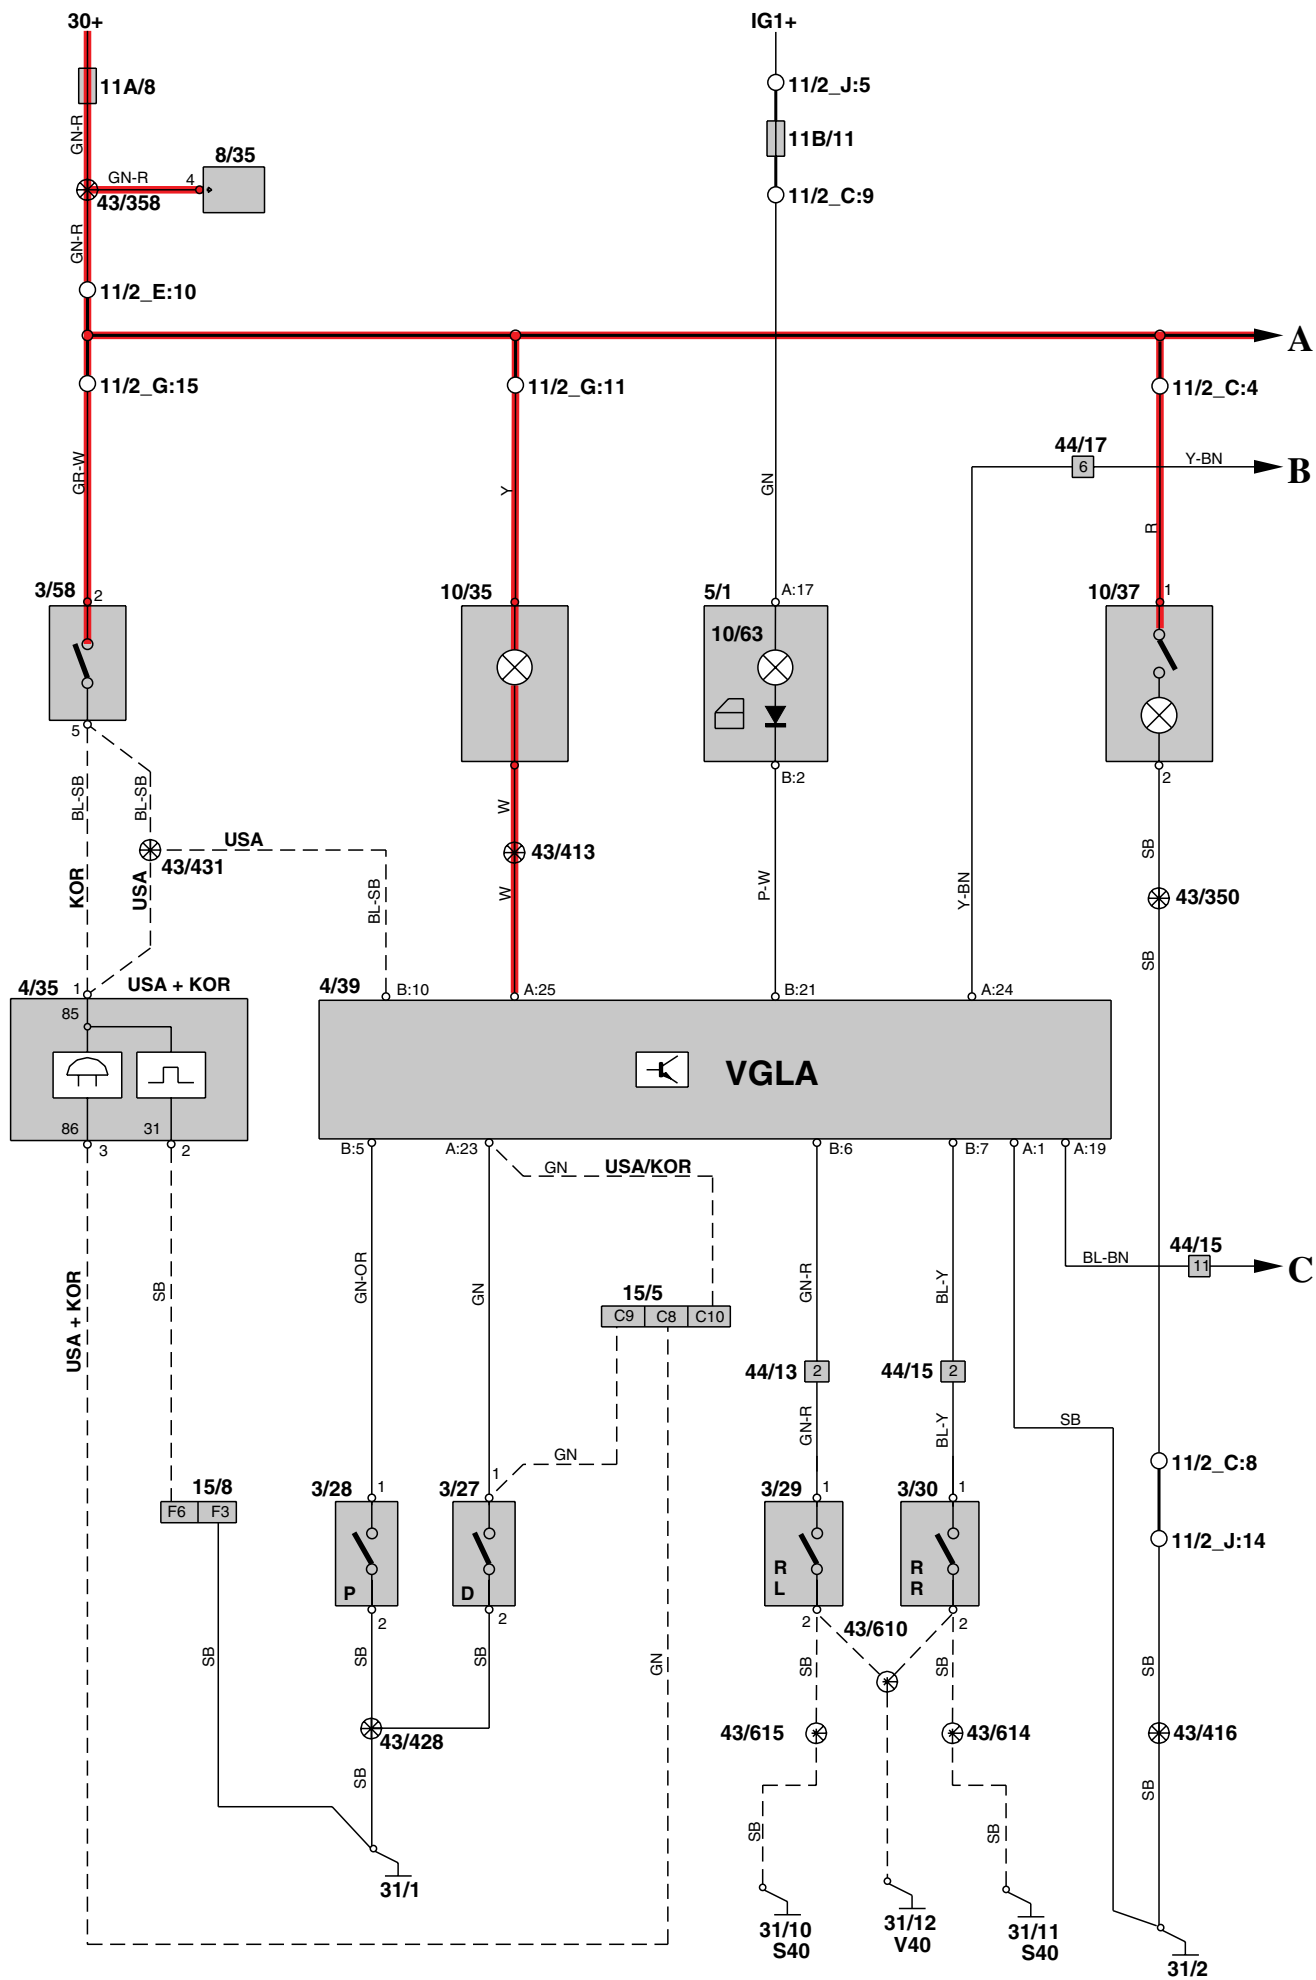 30+
IG1+
11A/8
11/2_J:5
GN-R
11B/11
8/35
GN-R
4
11/2_C:9
43/358
GN-R
11/2_E:10
A
11/2_G:15
11/2_G:11
11/2_C:4
44/17
6
Y-BN
B
GR-W
Y
GN
R
3/58
2
10/35
5/1
A:17
10/37
1
10/63
5
B:2
2
BL-SB
BL-SB
W
SB
USA
43/431
43/413
KOR
USA
BL-SB
W
P-W
Y-BN
43/350
SB
4/35
1
USA + KOR
4/39
B:10
A:25
B:21
A:24
85
VGLA
86
31
3
2
B:5
A:23
B:6
B:7
A:1
A:19
GN
USA/KOR
44/15
BL-BN
11
C
USA + KOR
SB
GN-OR
GN
GN-R
BL-Y
15/5
C9
C8
C10
44/13
2
44/15
2
GN-R
BL-Y
SB
GN
11/2_C:8
15/8
F6
F3
3/28
1
3/27
1
3/29
1
3/30
1
11/2_J:14
P
D
R
L
R
R
2
2
2
43/610
2
SB
SB
SB
GN
SB
SB
SB
43/428
43/615
43/614
43/416
SB
SB
SB
SB
31/1
31/10
S40
31/12
V40
31/11
S40
31/2